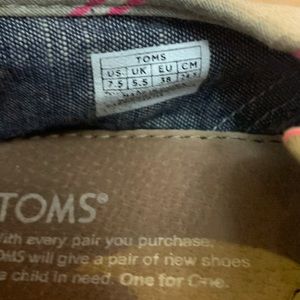 TOMS
US UK EU CM
7.5 5.5 38
TOMS®
With every pair you purchase,
TOMS will give a pair of new shoes
a child in need. One for One.